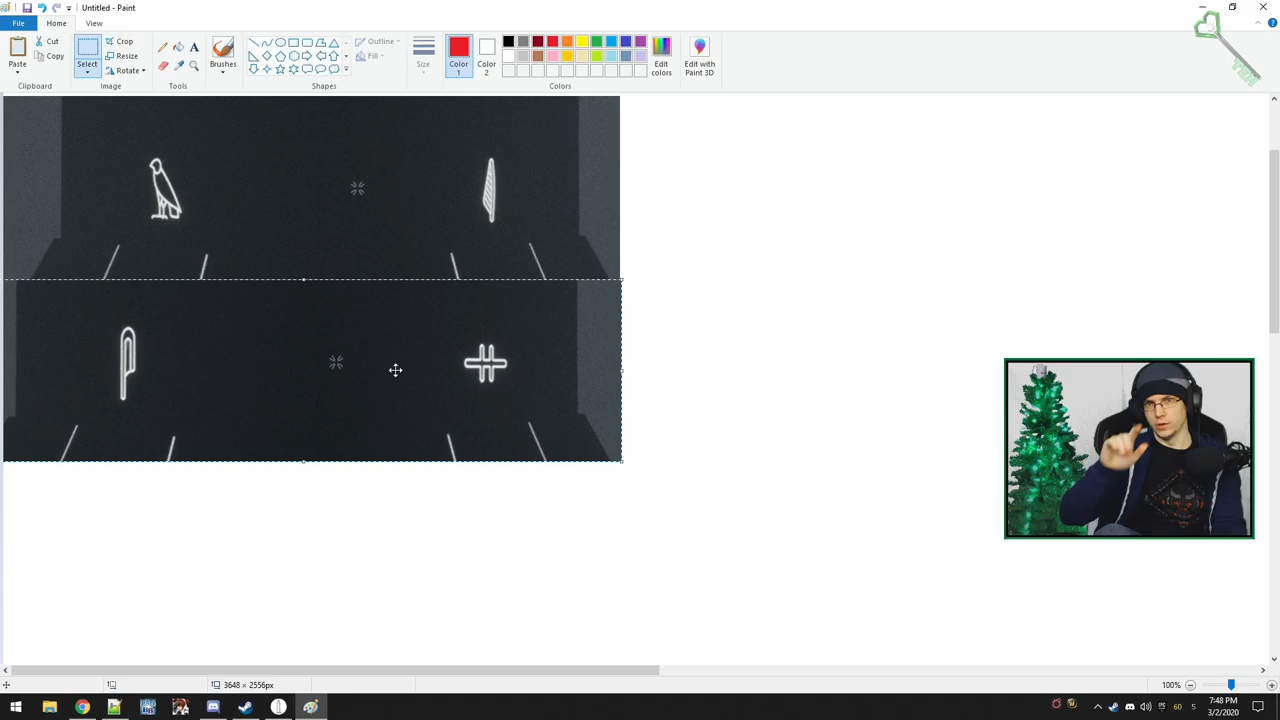 Untitled - Paint
File Home View
Paste
Cut
Copy
Clipboard
Select
Crop
Resize
Rotate
Image
A
Tools
Brushes
Shapes
Outline
Fill
Size
Color 1
Color 2
Edit colors
Colors
Edit with Paint 3D
𓅃 𓇋
𓋴 𓊃
3648 × 2556px
100%
60 5
7:48 PM
3/2/2020